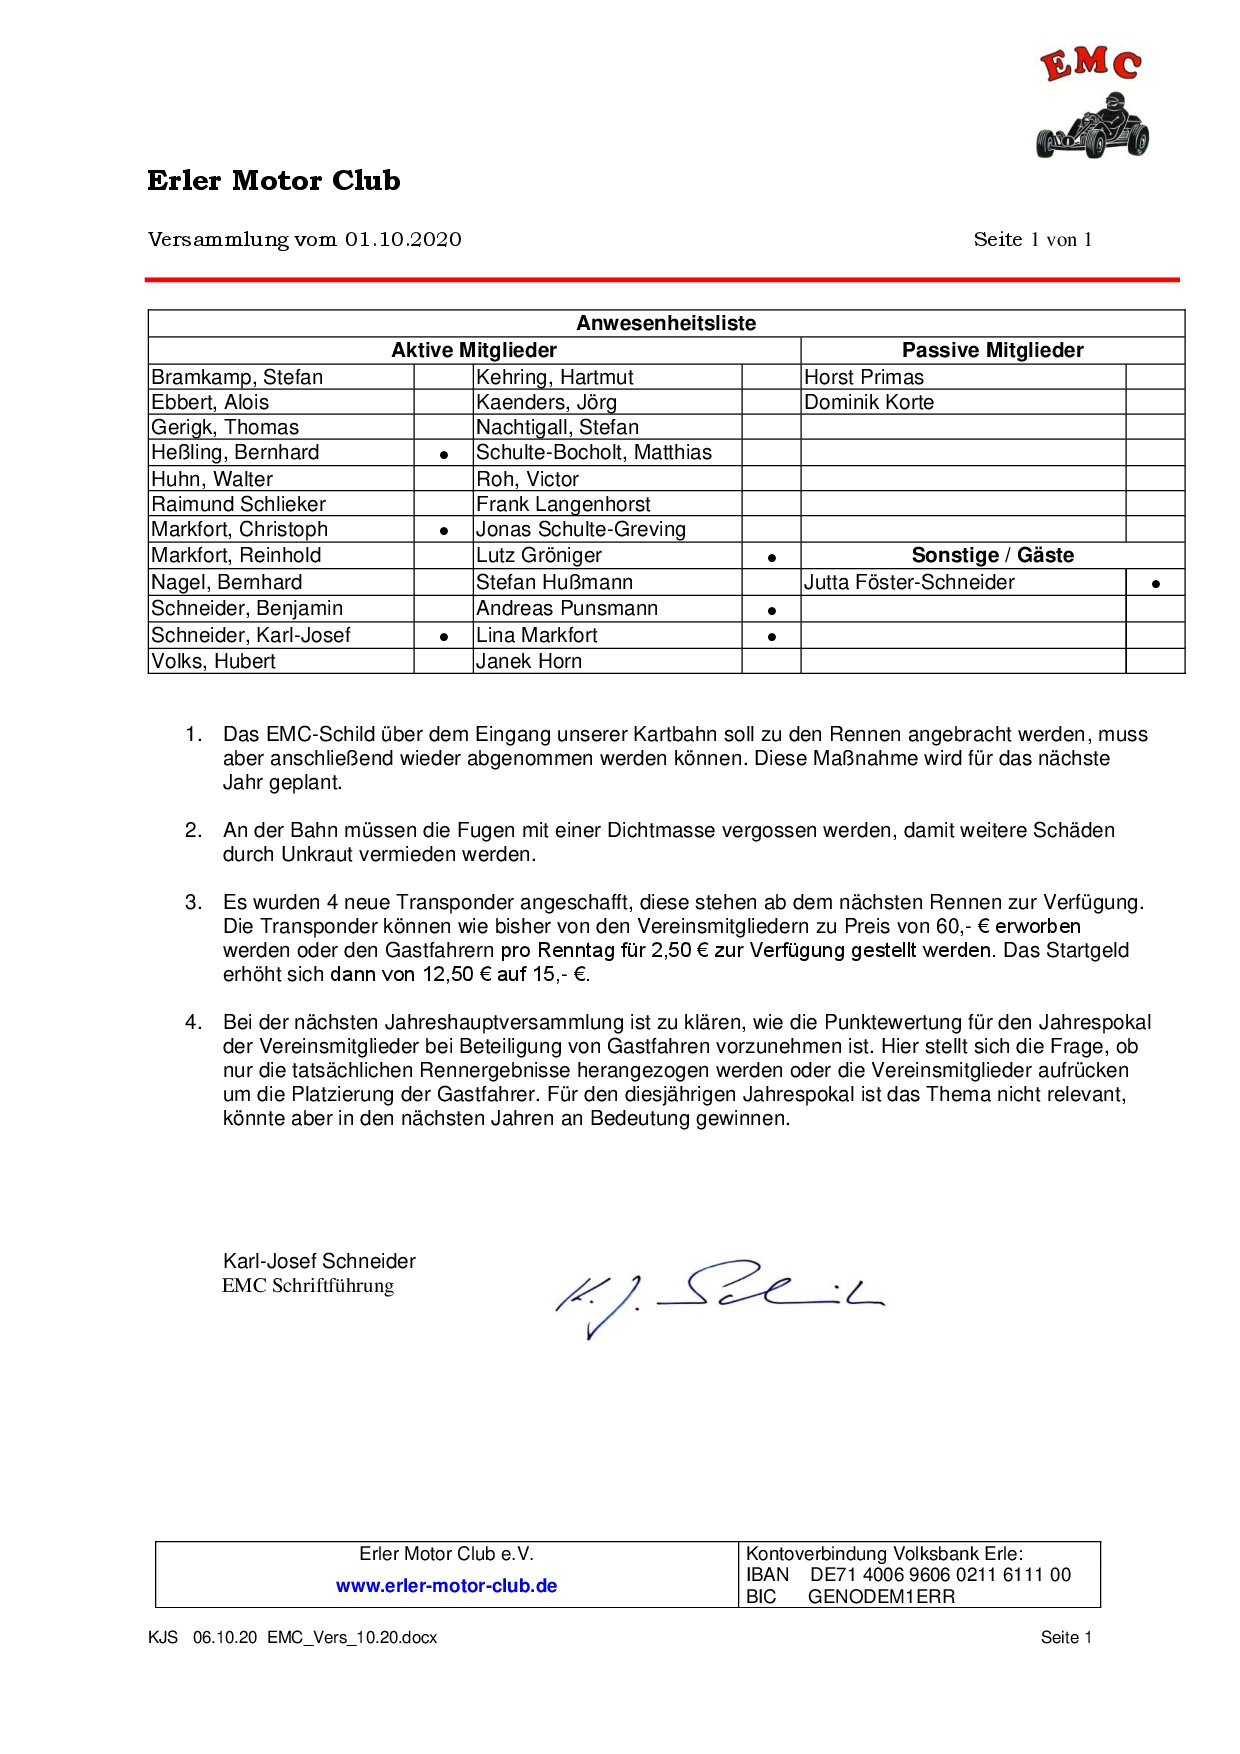 EMC
Erler Motor Club
Versammlung vom 01.10.2020 Seite 1 von 1
Anwesenheitsliste
Aktive Mitglieder Passive Mitglieder
Bramkamp, Stefan Kehring, Hartmut Horst Primas
Ebbert, Alois Kaenders, Jörg Dominik Korte
Gerigk, Thomas Nachtigall, Stefan
Heßling, Bernhard ● Schulte-Bocholt, Matthias
Huhn, Walter Roh, Victor
Raimund Schlieker Frank Langenhorst
Markfort, Christoph ● Jonas Schulte-Greving
Markfort, Reinhold Lutz Gröniger ● Sonstige / Gäste
Nagel, Bernhard Stefan Hußmann Jutta Föster-Schneider ●
Schneider, Benjamin Andreas Punsmann ●
Schneider, Karl-Josef ● Lina Markfort ●
Volks, Hubert Janek Horn
1. Das EMC-Schild über dem Eingang unserer Kartbahn soll zu den Rennen angebracht werden, muss
aber anschließend wieder abgenommen werden können. Diese Maßnahme wird für das nächste
Jahr geplant.
2. An der Bahn müssen die Fugen mit einer Dichtmasse vergossen werden, damit weitere Schäden
durch Unkraut vermieden werden.
3. Es wurden 4 neue Transponder angeschafft, diese stehen ab dem nächsten Rennen zur Verfügung.
Die Transponder können wie bisher von den Vereinsmitgliedern zu Preis von 60,- € erworben
werden oder den Gastfahrern pro Renntag für 2,50 € zur Verfügung gestellt werden. Das Startgeld
erhöht sich dann von 12,50 € auf 15,- €.
4. Bei der nächsten Jahreshauptversammlung ist zu klären, wie die Punktewertung für den Jahrespokal
der Vereinsmitglieder bei Beteiligung von Gastfahren vorzunehmen ist. Hier stellt sich die Frage, ob
nur die tatsächlichen Rennergebnisse herangezogen werden oder die Vereinsmitglieder aufrücken
um die Platzierung der Gastfahrer. Für den diesjährigen Jahrespokal ist das Thema nicht relevant,
könnte aber in den nächsten Jahren an Bedeutung gewinnen.
Karl-Josef Schneider
EMC Schriftführung
K. J. Schneider
Erler Motor Club e.V. Kontoverbindung Volksbank Erle:
www.erler-motor-club.de IBAN DE71 4006 9606 0211 6111 00
BIC GENODEM1ERR
KJS 06.10.20 EMC_Vers_10.20.docx Seite 1